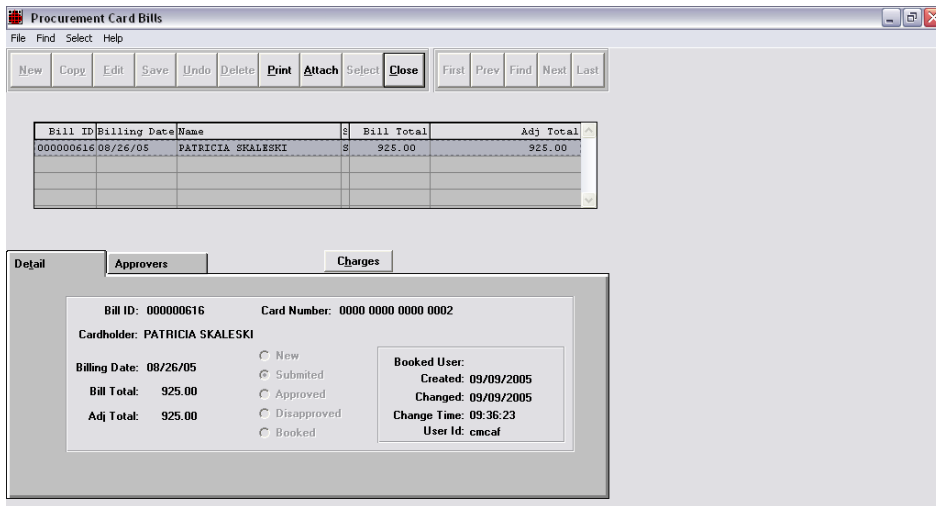 Procurement Card Bills
File Find Select Help
New Copy Edit Save Undo Delete Print Attach Select Close First Prev Find Next Last
Bill ID Billing Date Name S Bill Total Adj Total
000000616 08/26/05 PATRICIA SKALESKI S 925.00 925.00
Detail Approvers Charges
Bill ID: 000000616 Card Number: 0000 0000 0000 0002
Cardholder: PATRICIA SKALESKI
Billing Date: 08/26/05
Bill Total: 925.00
Adj Total: 925.00
New
Submited
Approved
Disapproved
Booked
Booked User:
Created: 09/09/2005
Changed: 09/09/2005
Change Time: 09:36:23
User Id: cmcaf